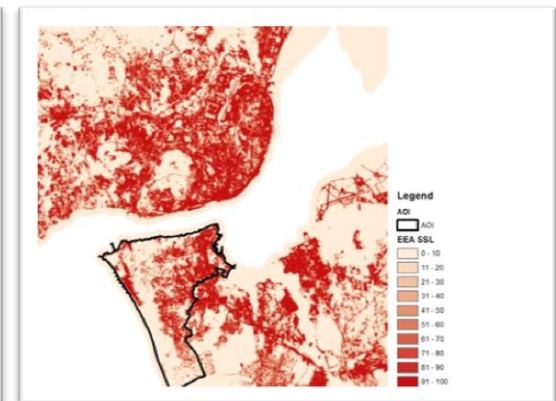 Legend
AOI
AOI
EEA SSL
0 - 10
11 - 20
21 - 30
31 - 40
41 - 50
51 - 60
61 - 70
71 - 80
81 - 90
91 - 100